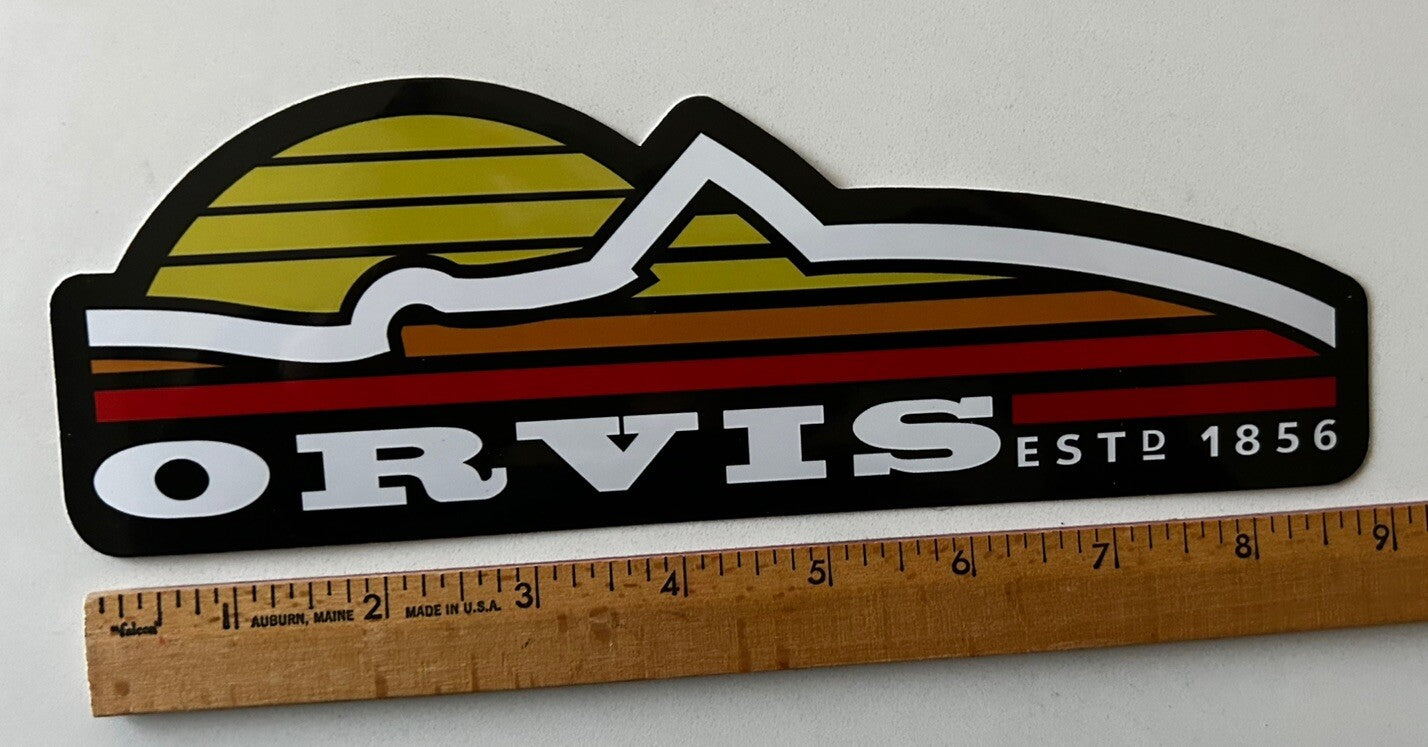 ORVIS ESTD 1856
1 2 3 4 5 6 7 8 9
AUBURN, MAINE MADE IN U.S.A.
"falcon"